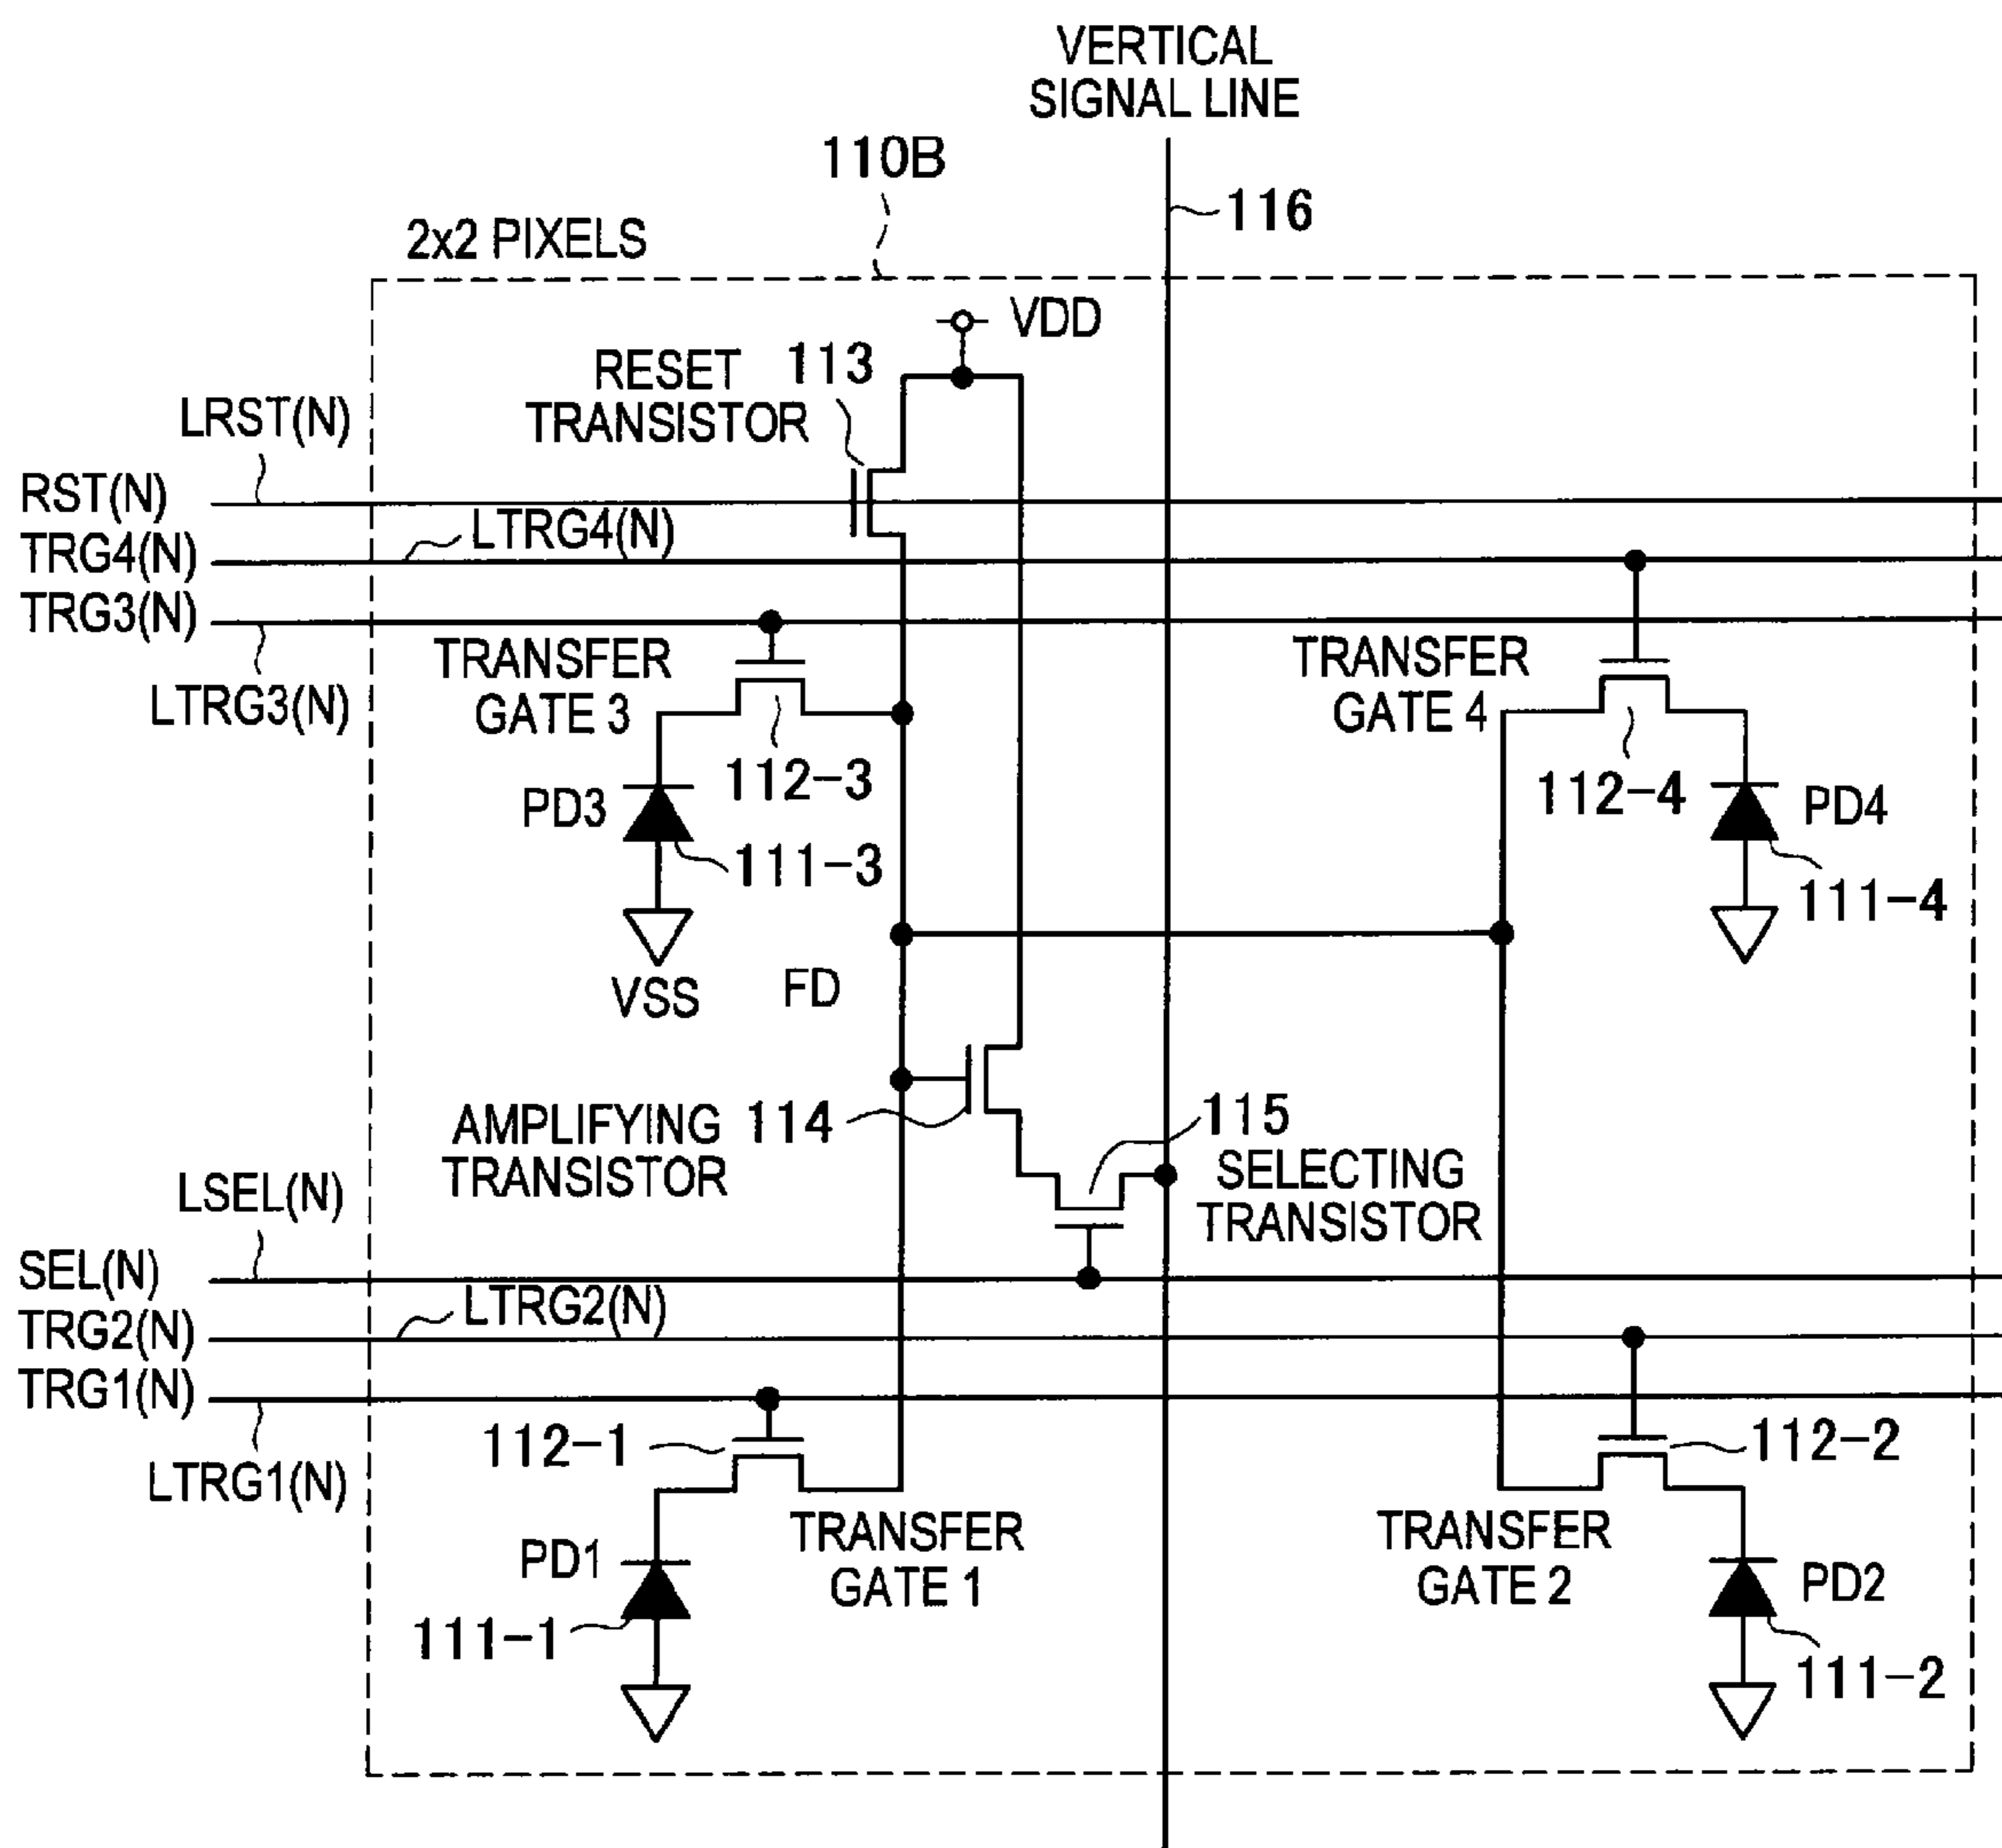 VERTICAL
SIGNAL LINE
110B
116
2x2 PIXELS
VDD
RESET
TRANSISTOR
113
LRST(N)
RST(N)
LTRG4(N)
TRG4(N)
TRG3(N)
LTRG3(N)
TRANSFER
GATE 3
TRANSFER
GATE 4
112-3
112-4
PD3
PD4
111-3
111-4
VSS
FD
AMPLIFYING
TRANSISTOR
114
115
SELECTING
TRANSISTOR
LSEL(N)
SEL(N)
LTRG2(N)
TRG2(N)
TRG1(N)
LTRG1(N)
112-1
112-2
TRANSFER
GATE 1
TRANSFER
GATE 2
PD1
PD2
111-1
111-2